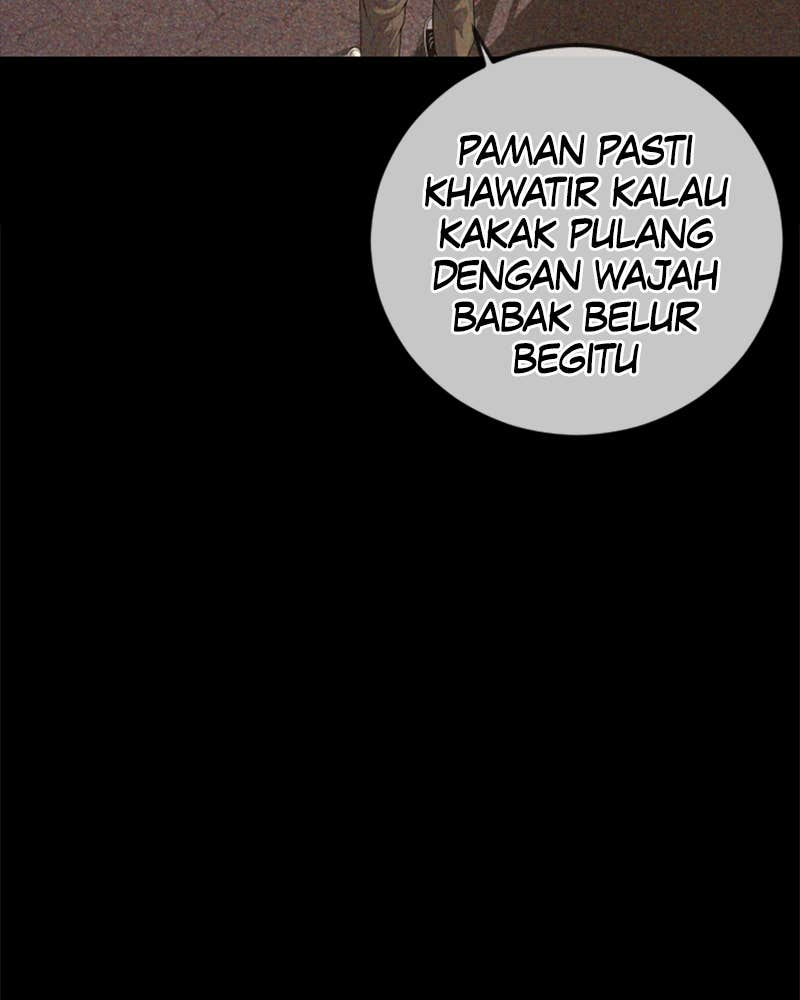 PAMAN PASTI
KHAWATIR KALAU
KAKAK PULANG
DENGAN WAJAH
BABAK BELUR
BEGITU